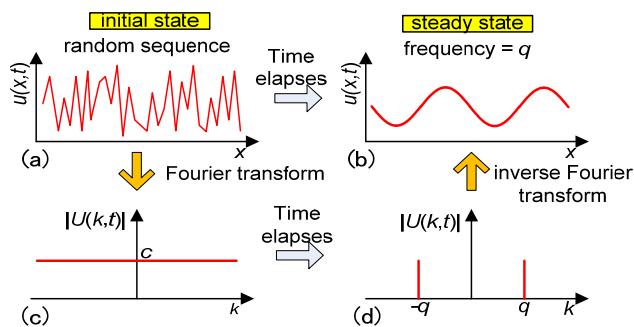 initial state
random sequence
u(x,t)
x
(a)
Time
elapses
steady state
frequency = q
u(x,t)
x
(b)
Fourier transform
inverse Fourier
transform
|U(k,t)|
c
k
(c)
Time
elapses
|U(k,t)|
-q
q
k
(d)